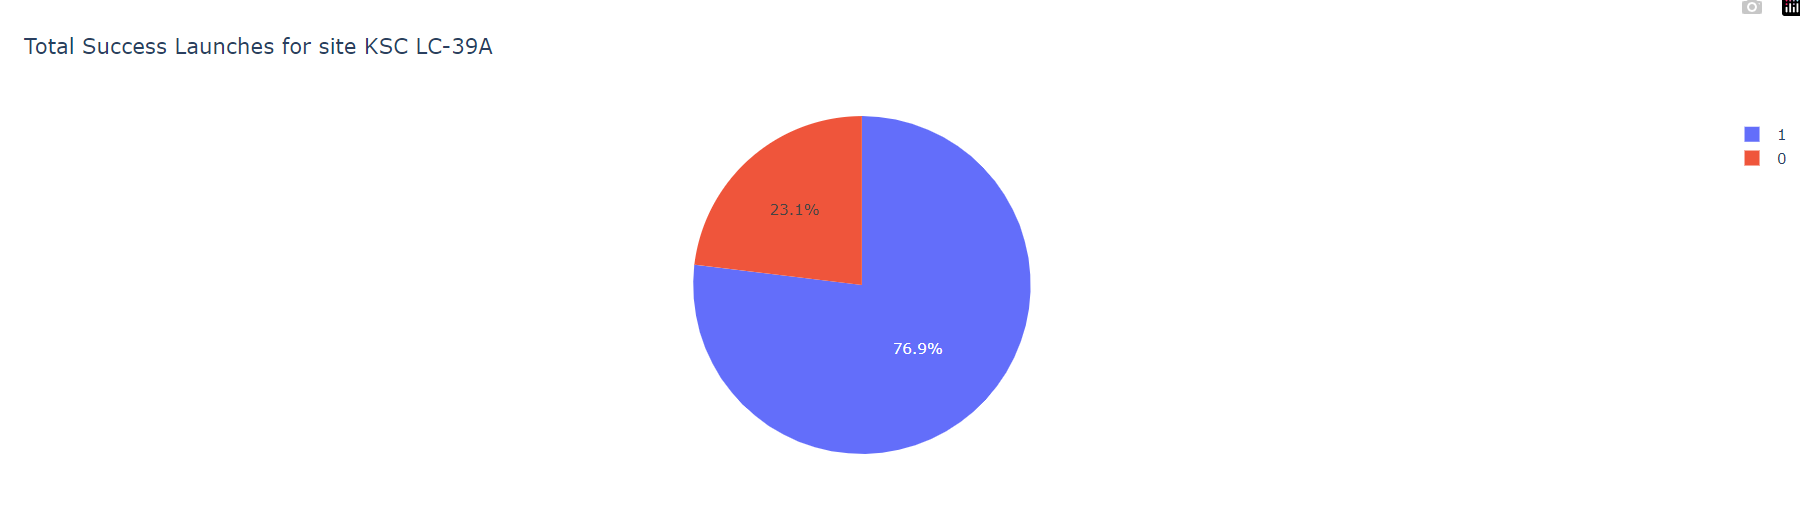 Total Success Launches for site KSC LC-39A
1
0
23.1%
76.9%